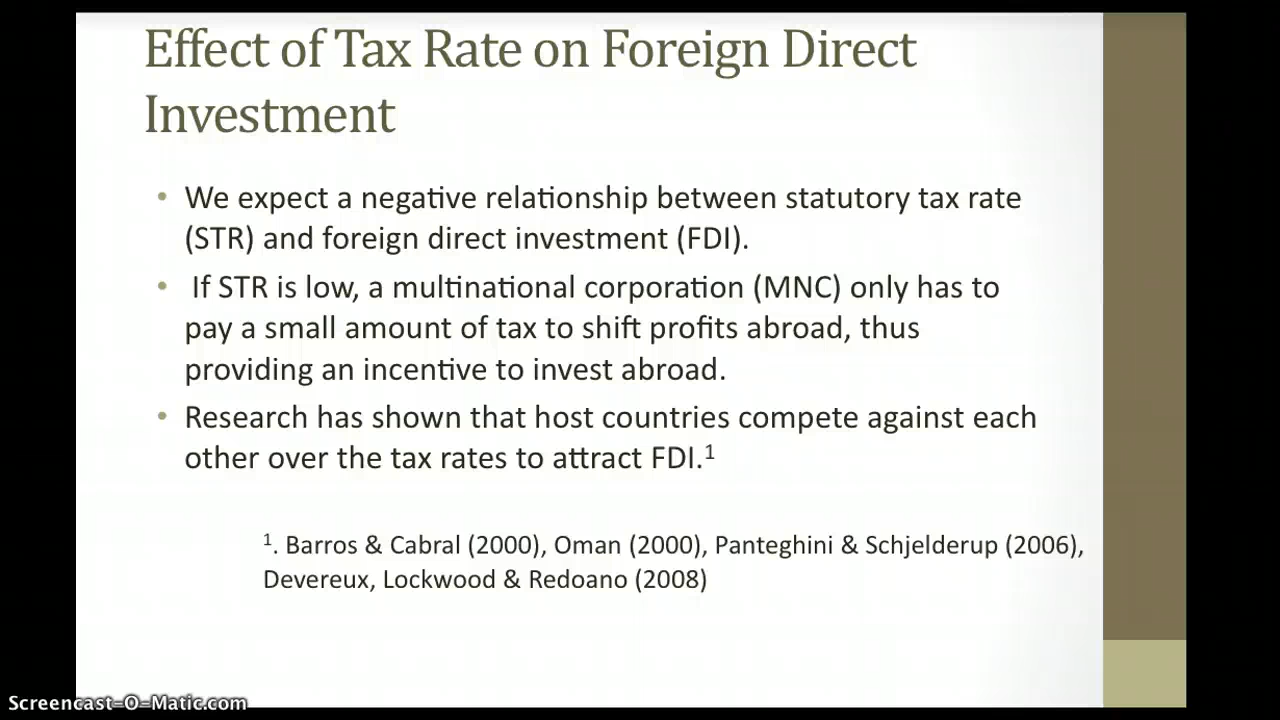 Effect of Tax Rate on Foreign Direct
Investment
• We expect a negative relationship between statutory tax rate
(STR) and foreign direct investment (FDI).
• If STR is low, a multinational corporation (MNC) only has to
pay a small amount of tax to shift profits abroad, thus
providing an incentive to invest abroad.
• Research has shown that host countries compete against each
other over the tax rates to attract FDI.¹
¹. Barros & Cabral (2000), Oman (2000), Panteghini & Schjelderup (2006),
Devereux, Lockwood & Redoano (2008)
Screencast-O-Matic.com